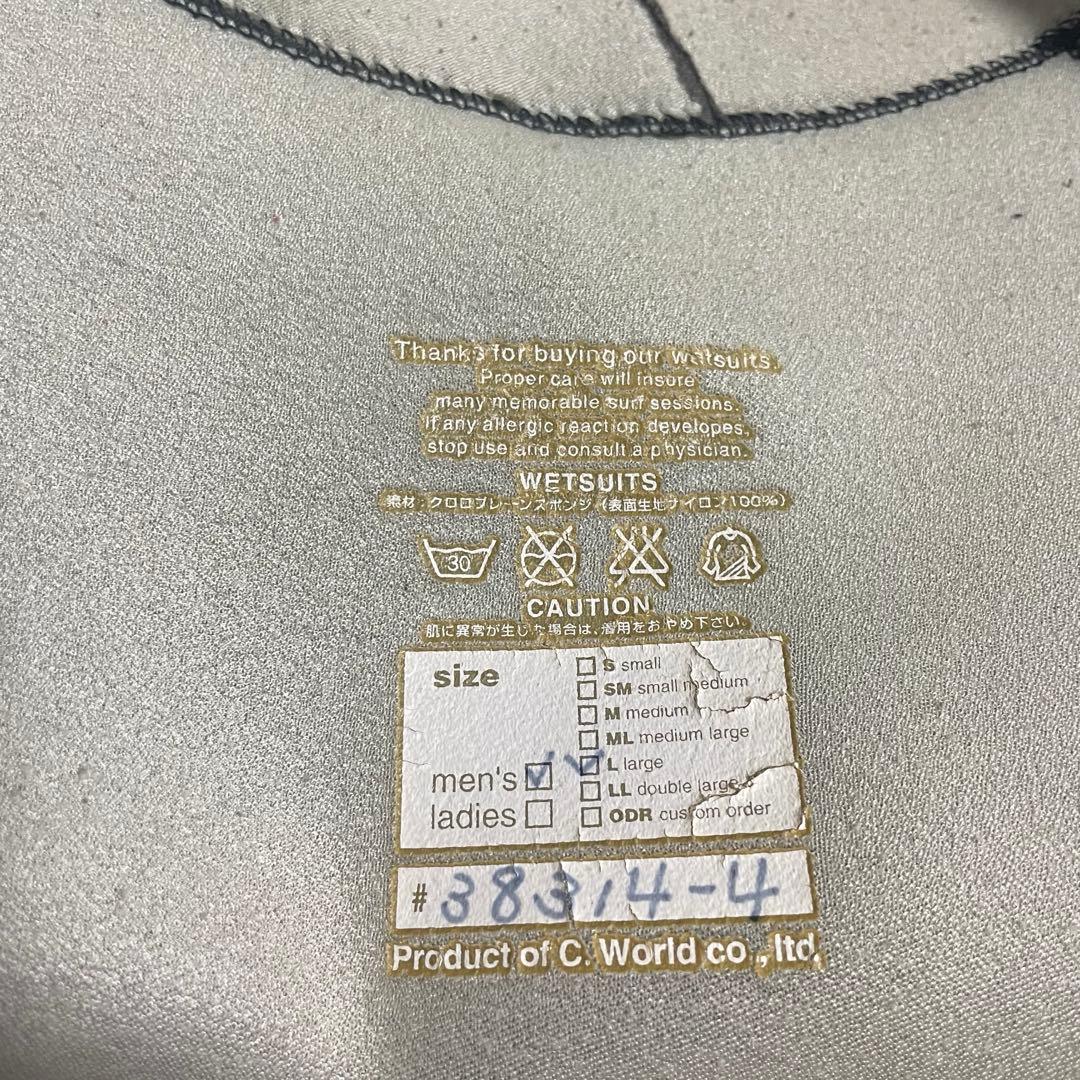 Thanks for buying our wetsuits.
Proper care will insure
many memorable surf sessions.
If any allergic reaction developes,
stop use and consult a physician.
WETSUITS
素材:クロロプレーンスポンジ(表面生地ナイロン100%)
30
CAUTION
肌に異常が生じた場合は、着用をおやめ下さい。
size
S small
SM small medium
M medium
ML medium large
L large
LL double large
ODR custom order
men's
ladies
# 38314-4
Product of C. World co., ltd.